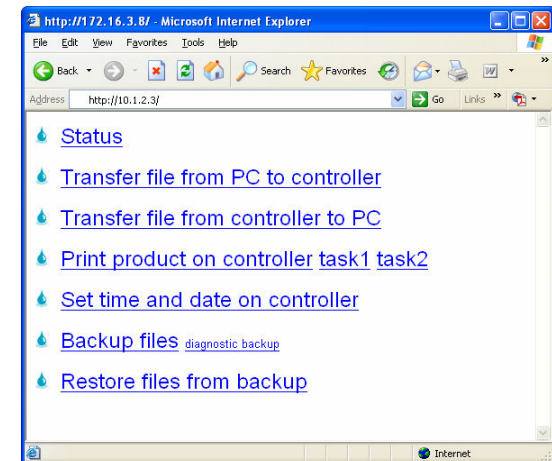 http://172.16.3.8/ - Microsoft Internet Explorer
File Edit View Favorites Tools Help
Back Search Favorites
Address http://10.1.2.3/ Go Links
Status
Transfer file from PC to controller
Transfer file from controller to PC
Print product on controller task1 task2
Set time and date on controller
Backup files diagnostic backup
Restore files from backup
Internet